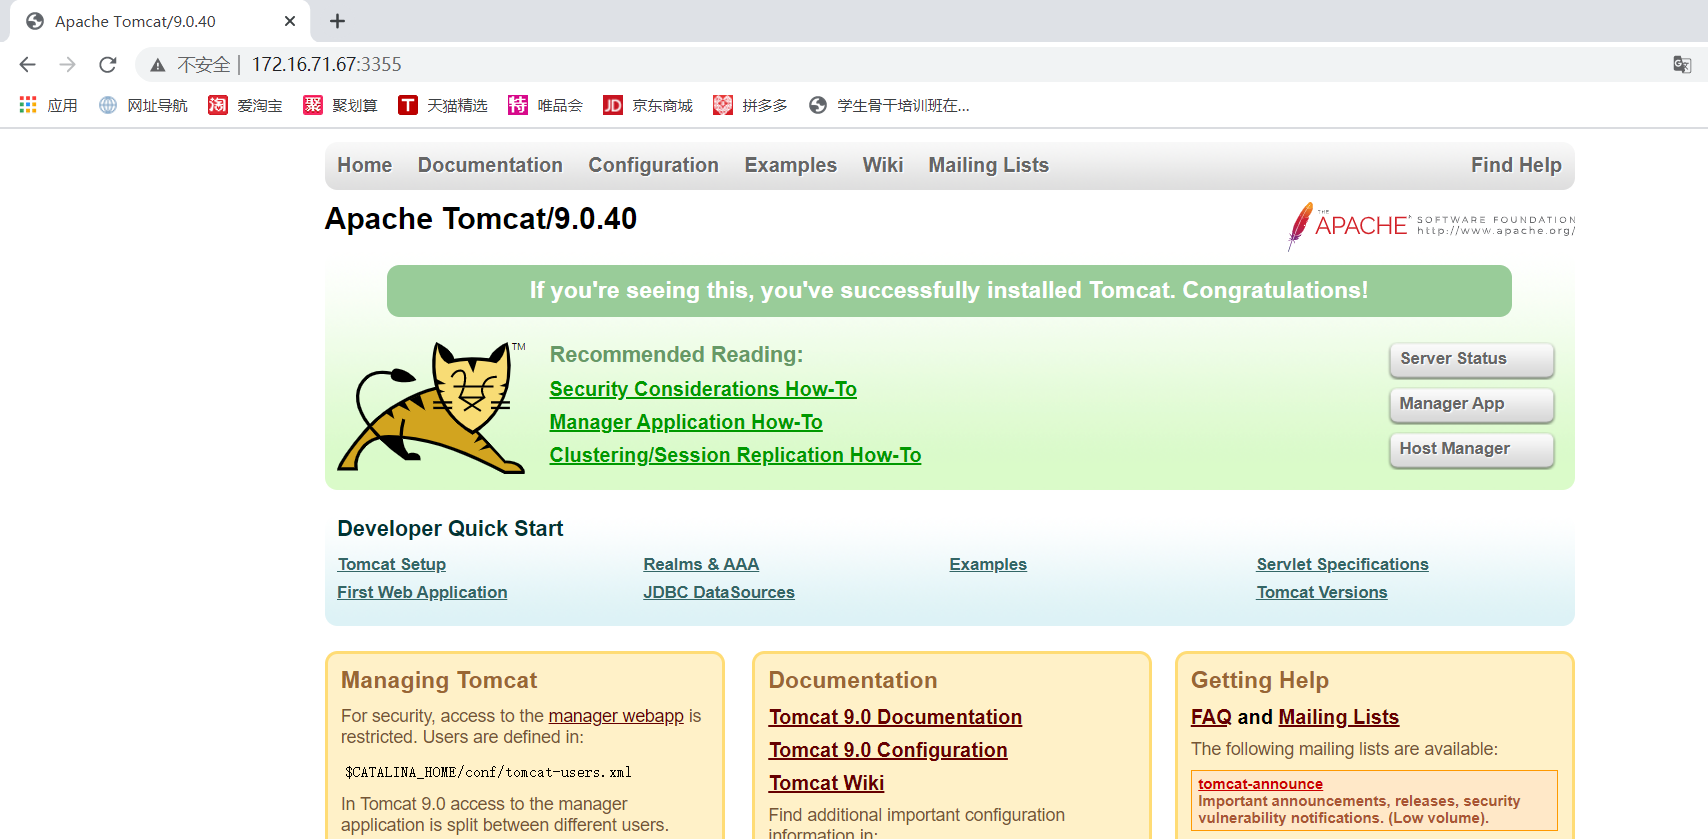 Apache Tomcat/9.0.40
不安全 | 172.16.71.67:3355
应用 网址导航 淘 爱淘宝 聚 聚划算 T 天猫精选 特 唯品会 JD 京东商城 拼多多 学生骨干培训班在...
Home Documentation Configuration Examples Wiki Mailing Lists Find Help
Apache Tomcat/9.0.40
THE APACHE SOFTWARE FOUNDATION
http://www.apache.org/
If you're seeing this, you've successfully installed Tomcat. Congratulations!
TM
Recommended Reading:
Security Considerations How-To
Manager Application How-To
Clustering/Session Replication How-To
Server Status
Manager App
Host Manager
Developer Quick Start
Tomcat Setup Realms & AAA Examples Servlet Specifications
First Web Application JDBC DataSources Tomcat Versions
Managing Tomcat
For security, access to the manager webapp is
restricted. Users are defined in:
$CATALINA_HOME/conf/tomcat-users.xml
In Tomcat 9.0 access to the manager
application is split between different users.
Documentation
Tomcat 9.0 Documentation
Tomcat 9.0 Configuration
Tomcat Wiki
Find additional important configuration
information in:
Getting Help
FAQ and Mailing Lists
The following mailing lists are available:
tomcat-announce
Important announcements, releases, security
vulnerability notifications. (Low volume).